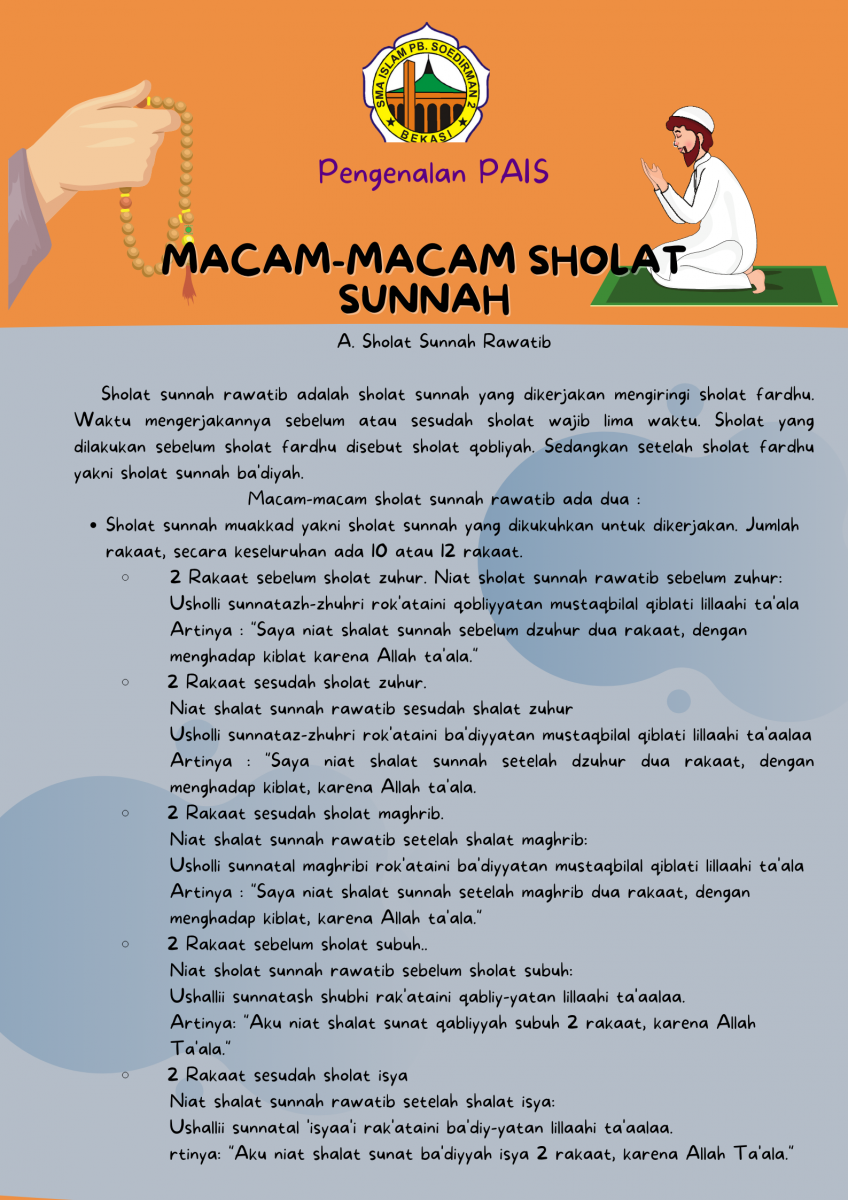 SMA ISLAM PB. SOEDIRMAN 2
BEKASI
Pengenalan PAIS
MACAM-MACAM SHOLAT
SUNNAH
A. Sholat Sunnah Rawatib
Sholat sunnah rawatib adalah sholat sunnah yang dikerjakan mengiringi sholat fardhu.
Waktu mengerjakannya sebelum atau sesudah sholat wajib lima waktu. Sholat yang
dilakukan sebelum sholat fardhu disebut sholat qobliyah. Sedangkan setelah sholat fardhu
yakni sholat sunnah ba'diyah.
Macam-macam sholat sunnah rawatib ada dua :
• Sholat sunnah muakkad yakni sholat sunnah yang dikukuhkan untuk dikerjakan. Jumlah
rakaat, secara keseluruhan ada 10 atau 12 rakaat.
○ 2 Rakaat sebelum sholat zuhur. Niat sholat sunnah rawatib sebelum zuhur:
Usholli sunnatazh-zhuhri rok'ataini qobliyyatan mustaqbilal qiblati lillaahi ta'ala
Artinya : "Saya niat shalat sunnah sebelum dzuhur dua rakaat, dengan
menghadap kiblat karena Allah ta'ala."
○ 2 Rakaat sesudah sholat zuhur.
Niat shalat sunnah rawatib sesudah shalat zuhur
Usholli sunnataz-zhuhri rok'ataini ba'diyyatan mustaqbilal qiblati lillaahi ta'aalaa
Artinya : "Saya niat shalat sunnah setelah dzuhur dua rakaat, dengan
menghadap kiblat, karena Allah ta'ala.
○ 2 Rakaat sesudah sholat maghrib.
Niat shalat sunnah rawatib setelah shalat maghrib:
Usholli sunnatal maghribi rok'ataini ba'diyyatan mustaqbilal qiblati lillaahi ta'ala
Artinya : "Saya niat shalat sunnah setelah maghrib dua rakaat, dengan
menghadap kiblat, karena Allah ta'ala."
○ 2 Rakaat sebelum sholat subuh..
Niat sholat sunnah rawatib sebelum sholat subuh:
Ushallii sunnatash shubhi rak'ataini qabliy-yatan lillaahi ta'aalaa.
Artinya: "Aku niat shalat sunat qabliyyah subuh 2 rakaat, karena Allah
Ta'ala."
○ 2 Rakaat sesudah sholat isya
Niat shalat sunnah rawatib setelah shalat isya:
Ushallii sunnatal 'isyaa'i rak'ataini ba'diy-yatan lillaahi ta'aalaa.
rtinya: "Aku niat shalat sunat ba'diyyah isya 2 rakaat, karena Allah Ta'ala."